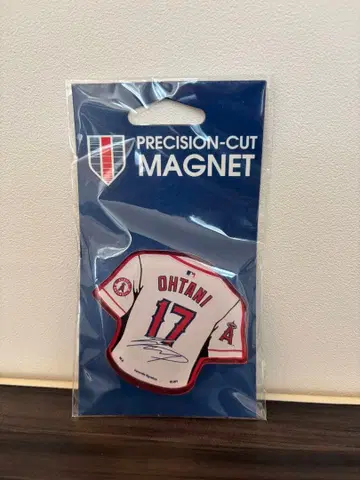 PRECISION-CUT
MAGNET
OHTANI
17
A
A